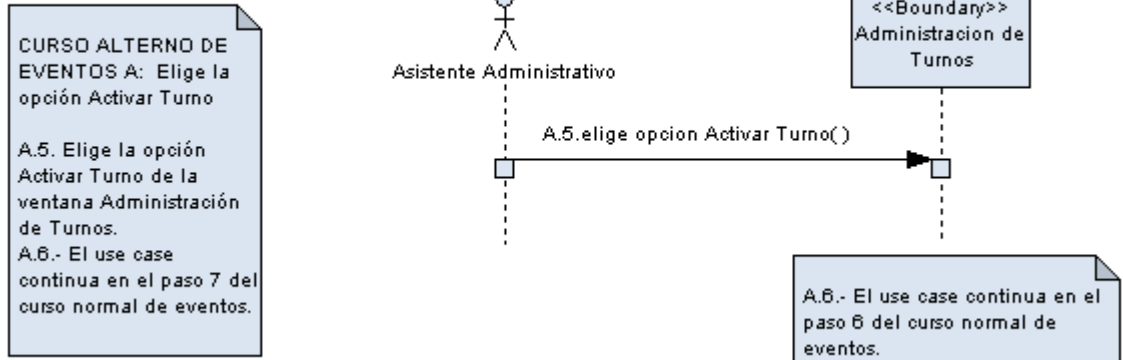 CURSO ALTERNO DE
EVENTOS A: Elige la
opción Activar Turno
A.5. Elige la opción
Activar Turno de la
ventana Administración
de Turnos.
A.6.- El use case
continua en el paso 7 del
curso normal de eventos.
Asistente Administrativo
A.5.elige opcion Activar Turno( )
<<Boundary>>
Administracion de
Turnos
A.6.- El use case continua en el
paso 6 del curso normal de
eventos.